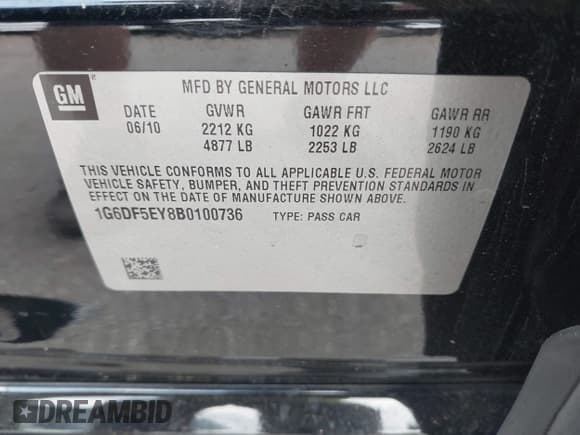 GM
MFD BY GENERAL MOTORS LLC
DATE GVWR GAWR FRT GAWR RR
06/10 2212 KG 1022 KG 1190 KG
4877 LB 2253 LB 2624 LB
THIS VEHICLE CONFORMS TO ALL APPLICABLE U.S. FEDERAL MOTOR
VEHICLE SAFETY, BUMPER, AND THEFT PREVENTION STANDARDS IN
EFFECT ON THE DATE OF MANUFACTURE SHOWN ABOVE.
1G6DF5EY8B0100736 TYPE: PASS CAR
DREAMBID